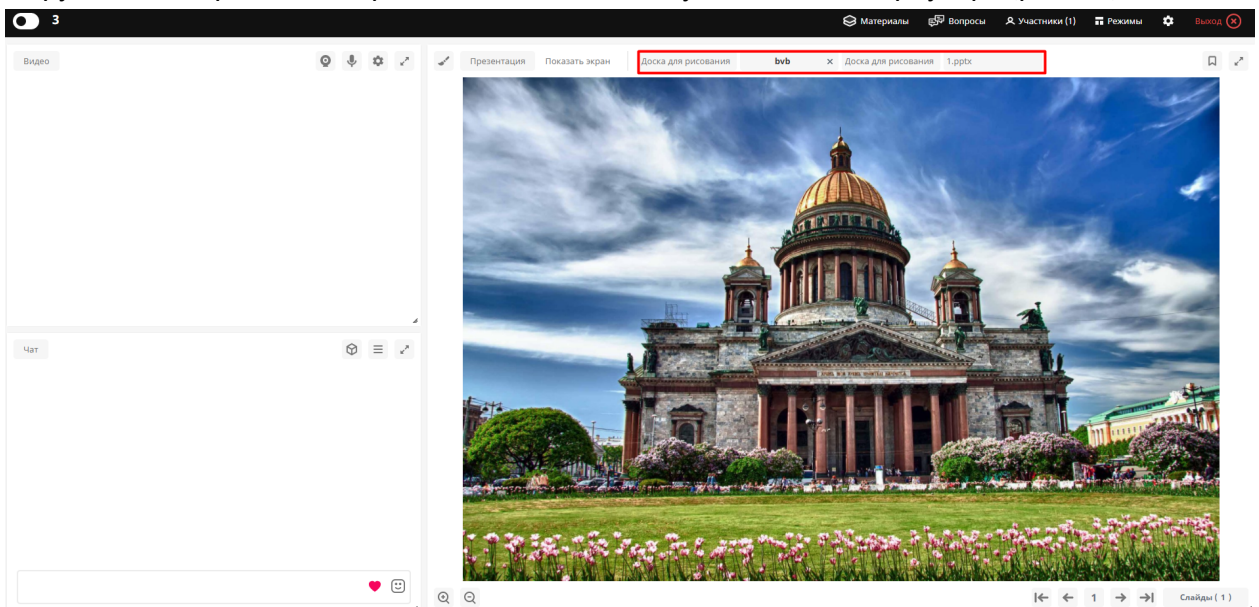 3 Материалы Вопросы Участники (1) Режимы Выход
Видео
Презентация Показать экран Доска для рисования bvb × Доска для рисования 1.pptx
Чат
1 Слайды ( 1 )